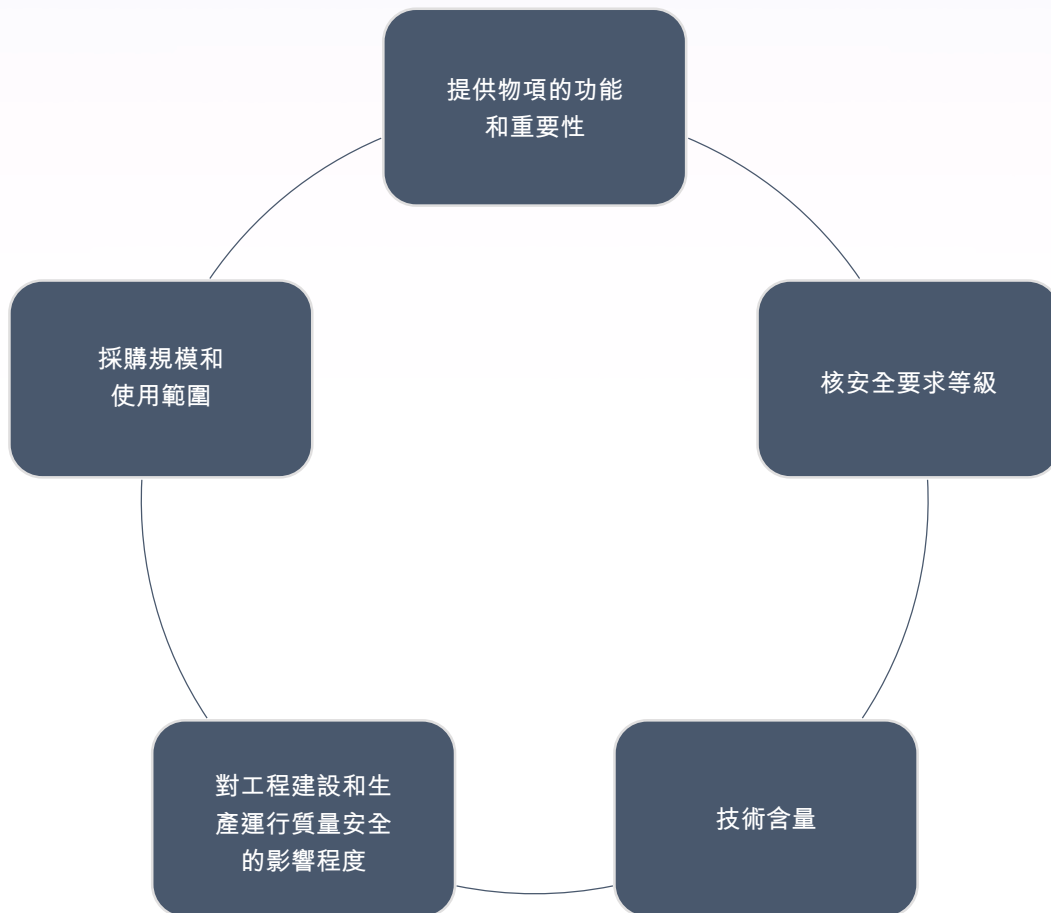 提供物項的功能
和重要性
核安全要求等級
技術含量
對工程建設和生
產運行質量安全
的影響程度
採購規模和
使用範圍